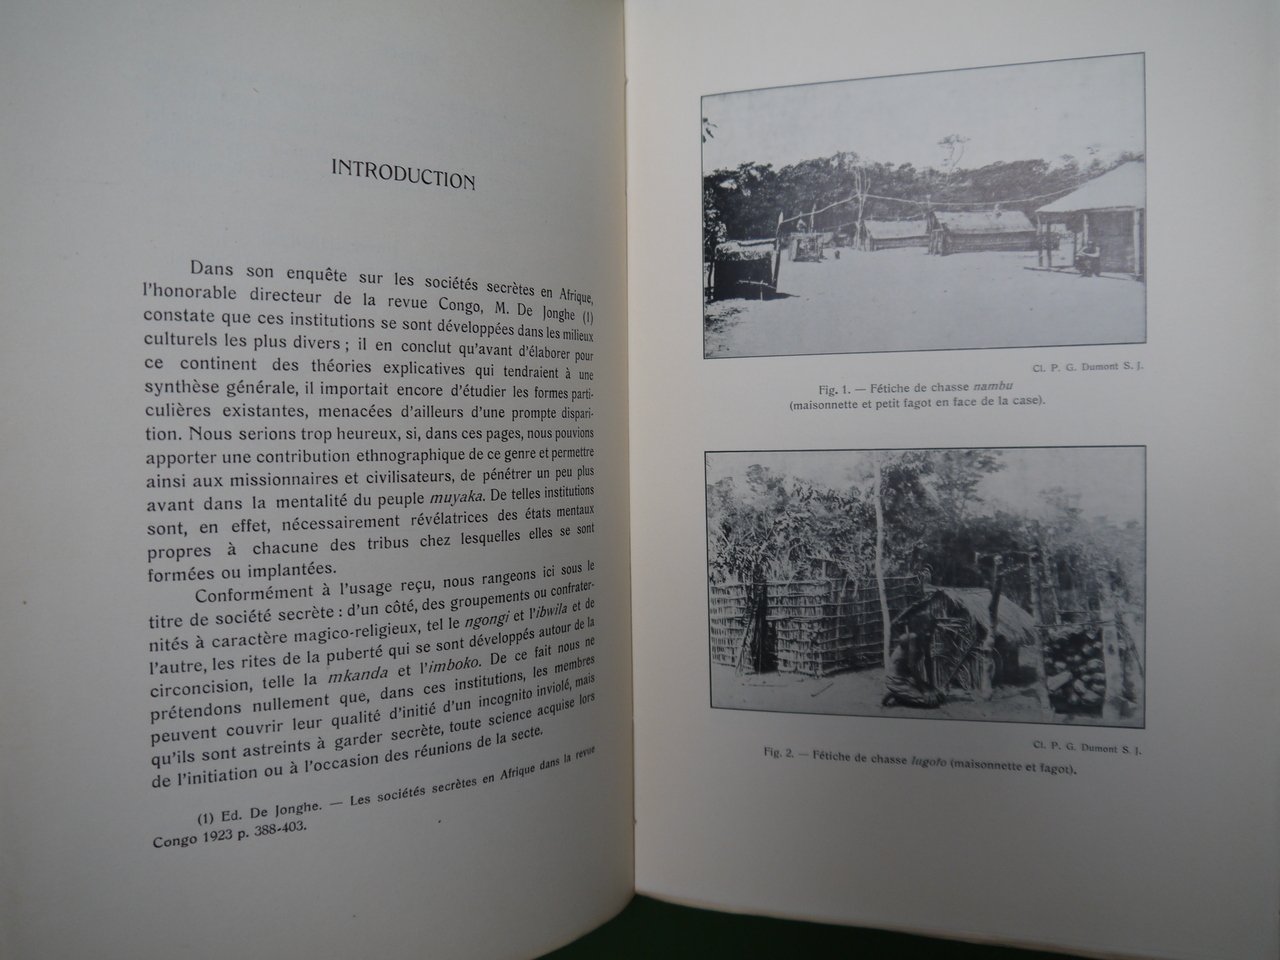 INTRODUCTION
Dans son enquête sur les sociétés secrètes en Afrique,
l'honorable directeur de la revue Congo, M. De Jonghe (1)
constate que ces institutions se sont développées dans les milieux
culturels les plus divers ; il en conclut qu'avant d'élaborer pour
ce continent des théories explicatives qui tendraient à une
synthèse générale, il importait encore d'étudier les formes parti-
culières existantes, menacées d'ailleurs d'une prompte dispari-
tion. Nous serions trop heureux, si, dans ces pages, nous pouvions
apporter une contribution ethnographique de ce genre et permettre
ainsi aux missionnaires et civilisateurs, de pénétrer un peu plus
avant dans la mentalité du peuple muyaka. De telles institutions
sont, en effet, nécessairement révélatrices des états mentaux
propres à chacune des tribus chez lesquelles elles se sont
formées ou implantées.
Conformément à l'usage reçu, nous rangeons ici sous le
titre de société secrète : d'un côté, des groupements ou confrater-
nités à caractère magico-religieux, tel le ngongi et l'ibwila et de
l'autre, les rites de la puberté qui se sont développés autour de la
circoncision, telle la mkanda et l'imboko. De ce fait nous ne
prétendons nullement que, dans ces institutions, les membres
peuvent couvrir leur qualité d'initié d'un incognito inviolé, mais
qu'ils sont astreints à garder secrète, toute science acquise lors
de l'initiation ou à l'occasion des réunions de la secte.
(1) Ed. De Jonghe. — Les sociétés secrètes en Afrique dans la revue
Congo 1923 p. 388-403.
Cl. P. G. Dumont S. J.
Fig. 1. — Fétiche de chasse nambu
(maisonnette et petit fagot en face de la case).
Cl. P. G. Dumont S. J.
Fig. 2. — Fétiche de chasse lagofo (maisonnette et fagot).